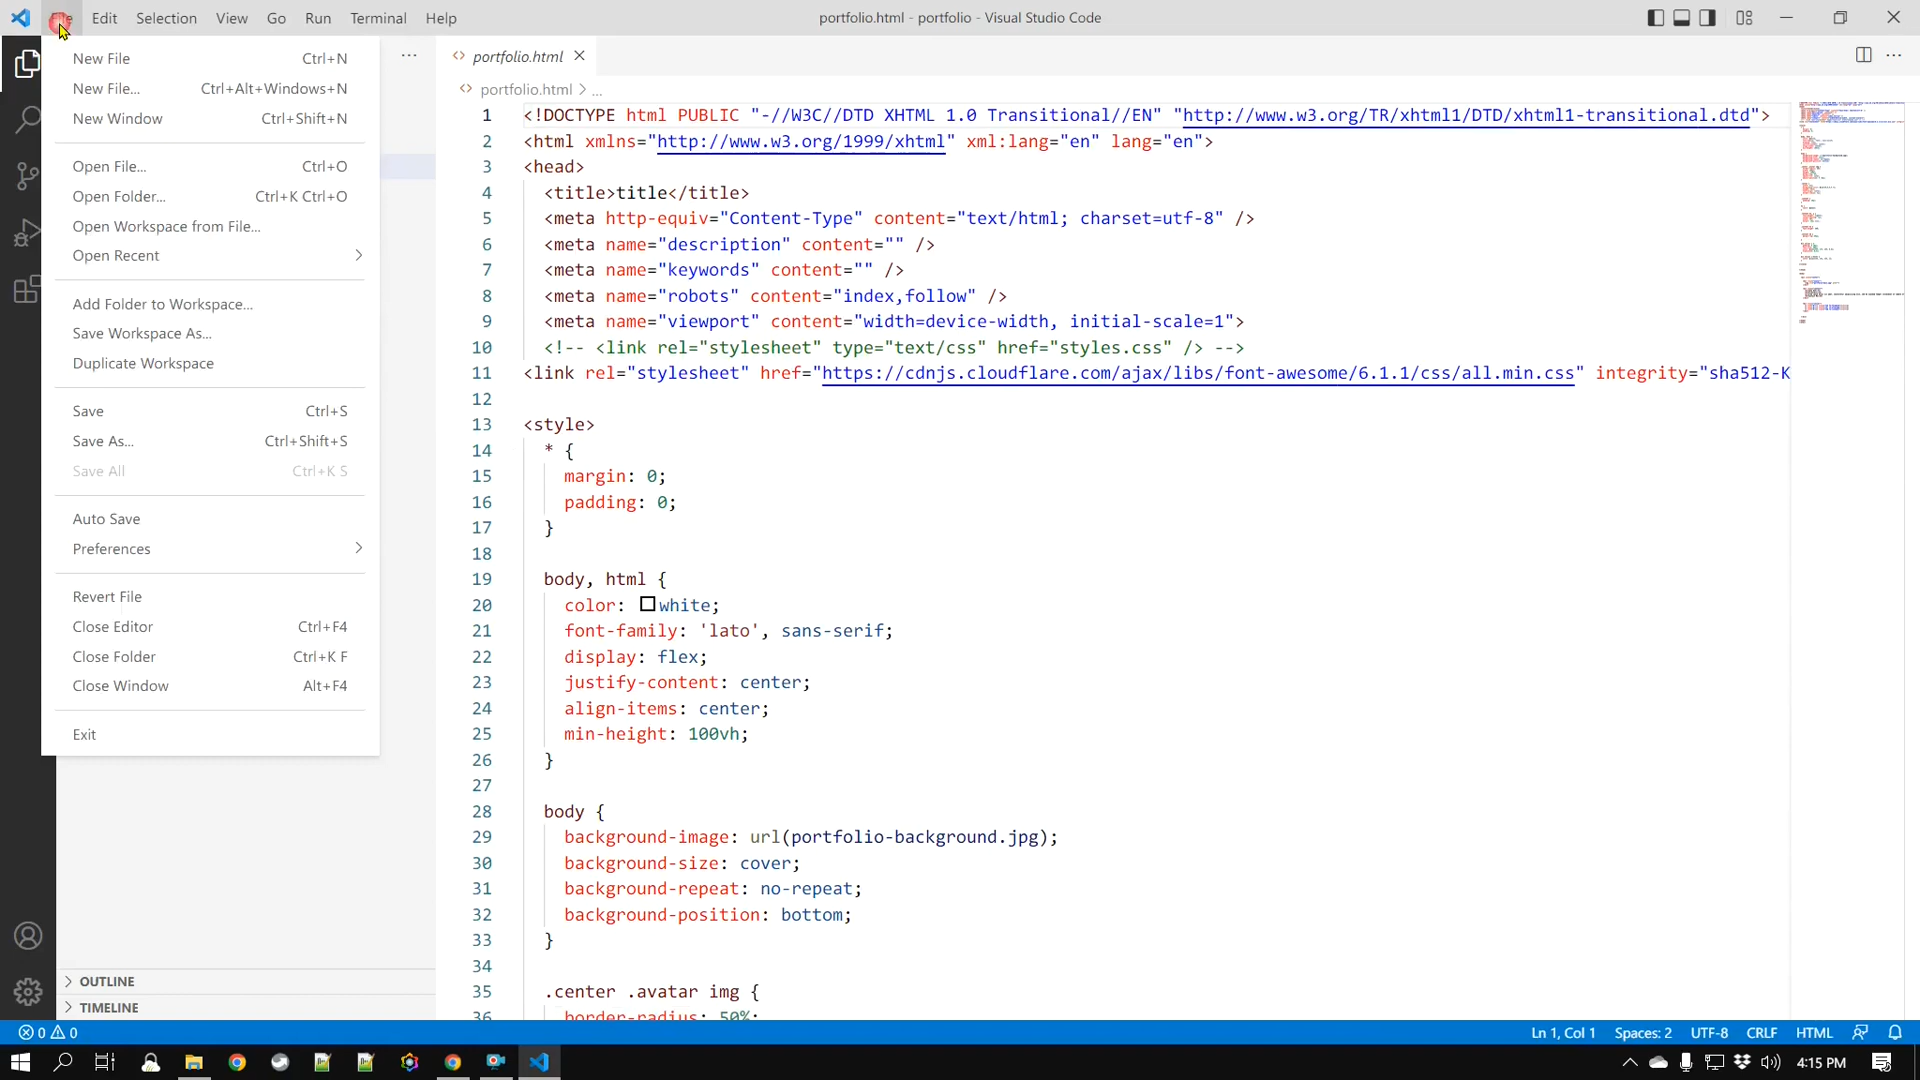 File Edit Selection View Go Run Terminal Help
portfolio.html - portfolio - Visual Studio Code
New File Ctrl+N
New File... Ctrl+Alt+Windows+N
New Window Ctrl+Shift+N
Open File... Ctrl+O
Open Folder... Ctrl+K Ctrl+O
Open Workspace from File...
Open Recent
Add Folder to Workspace...
Save Workspace As...
Duplicate Workspace
Save Ctrl+S
Save As... Ctrl+Shift+S
Save All Ctrl+K S
Auto Save
Preferences
Revert File
Close Editor Ctrl+F4
Close Folder Ctrl+K F
Close Window Alt+F4
Exit
OUTLINE
TIMELINE
portfolio.html
portfolio.html > ...
1 <!DOCTYPE html PUBLIC "-//W3C//DTD XHTML 1.0 Transitional//EN" "http://www.w3.org/TR/xhtml1/DTD/xhtml1-transitional.dtd">
2 <html xmlns="http://www.w3.org/1999/xhtml" xml:lang="en" lang="en">
3 <head>
4 <title>title</title>
5 <meta http-equiv="Content-Type" content="text/html; charset=utf-8" />
6 <meta name="description" content="" />
7 <meta name="keywords" content="" />
8 <meta name="robots" content="index,follow" />
9 <meta name="viewport" content="width=device-width, initial-scale=1">
10 <!-- <link rel="stylesheet" type="text/css" href="styles.css" /> -->
11 <link rel="stylesheet" href="https://cdnjs.cloudflare.com/ajax/libs/font-awesome/6.1.1/css/all.min.css" integrity="sha512-K
12
13 <style>
14 * {
15 margin: 0;
16 padding: 0;
17 }
18
19 body, html {
20 color: white;
21 font-family: 'lato', sans-serif;
22 display: flex;
23 justify-content: center;
24 align-items: center;
25 min-height: 100vh;
26 }
27
28 body {
29 background-image: url(portfolio-background.jpg);
30 background-size: cover;
31 background-repeat: no-repeat;
32 background-position: bottom;
33 }
34
35 .center .avatar img {
36 border-radius: 50%;
0 0
Ln 1, Col 1 Spaces: 2 UTF-8 CRLF HTML
4:15 PM